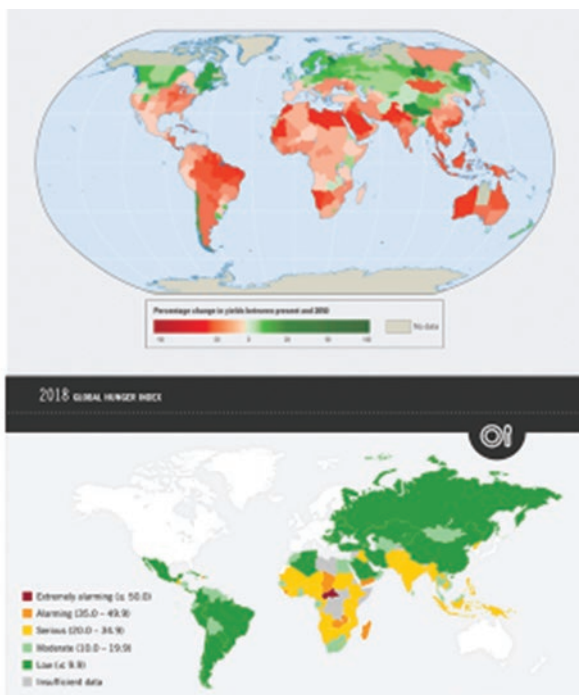 Percentage change in yields between present and 2050
No data
2018 GLOBAL HUNGER INDEX
Extremely alarming (≥ 50.0)
Alarming (35.0 – 49.9)
Serious (20.0 – 34.9)
Moderate (10.0 – 19.9)
Low (≤ 9.9)
Insufficient data